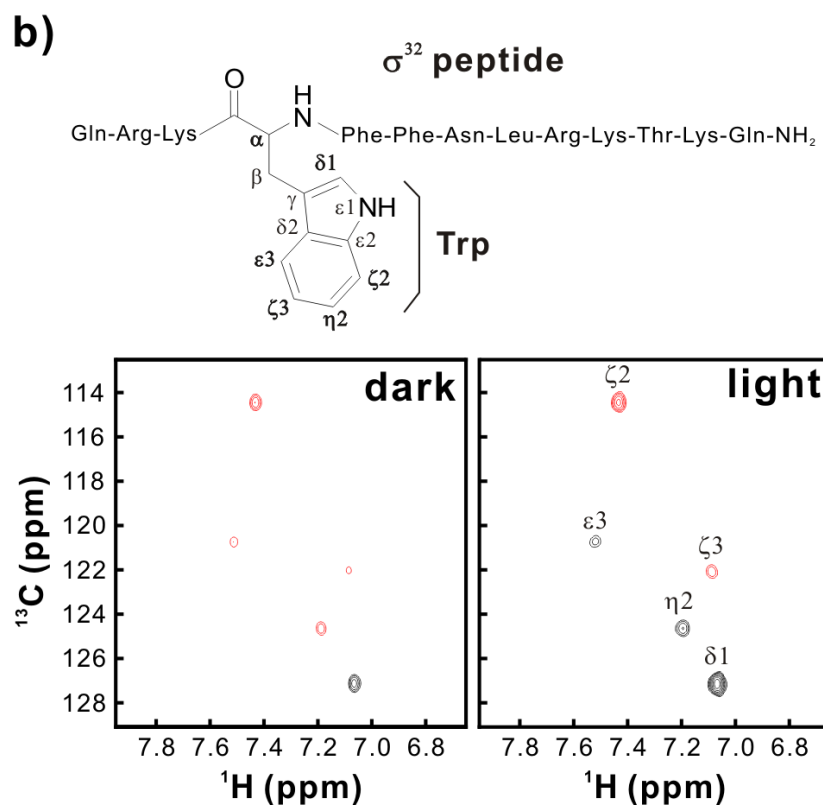 b)
σ³² peptide
O
H
N
Gln-Arg-Lys
Phe-Phe-Asn-Leu-Arg-Lys-Thr-Lys-Gln-NH₂
α
β
δ1
γ
ε1
NH
δ2
ε2
Trp
ε3
ζ2
ζ3
η2
dark
light
ζ2
ε3
ζ3
η2
δ1
¹³C (ppm)
114
116
118
120
122
124
126
128
7.8 7.6 7.4 7.2 7.0 6.8
7.8 7.6 7.4 7.2 7.0 6.8
¹H (ppm)
¹H (ppm)